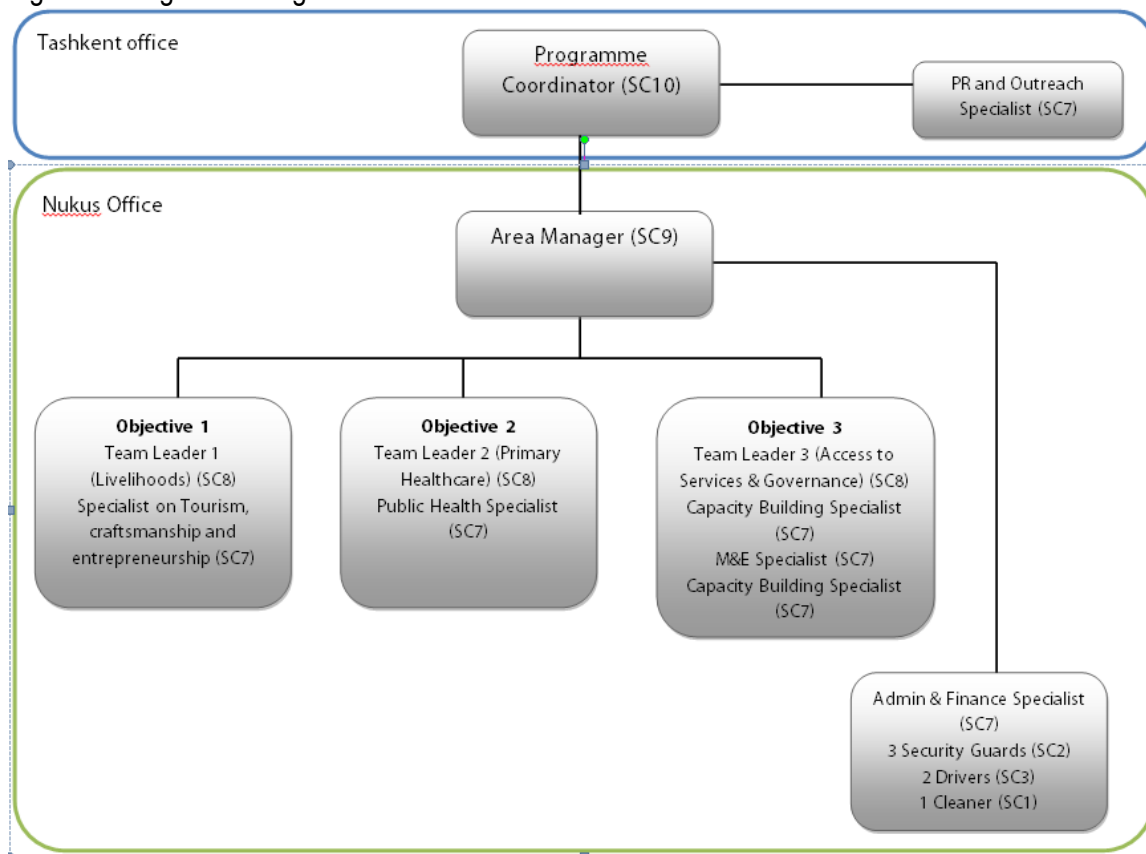 Tashkent office
Programme
Coordinator (SC10)
PR and Outreach
Specialist (SC7)
Nukus Office
Area Manager (SC9)
Objective 1
Team Leader 1
(Livelihoods) (SC8)
Specialist on Tourism,
craftsmanship and
entrepreneurship (SC7)
Objective 2
Team Leader 2 (Primary
Healthcare) (SC8)
Public Health Specialist
(SC7)
Objective 3
Team Leader 3 (Access to
Services & Governance) (SC8)
Capacity Building Specialist
(SC7)
M&E Specialist (SC7)
Capacity Building Specialist
(SC7)
Admin & Finance Specialist
(SC7)
3 Security Guards (SC2)
2 Drivers (SC3)
1 Cleaner (SC1)